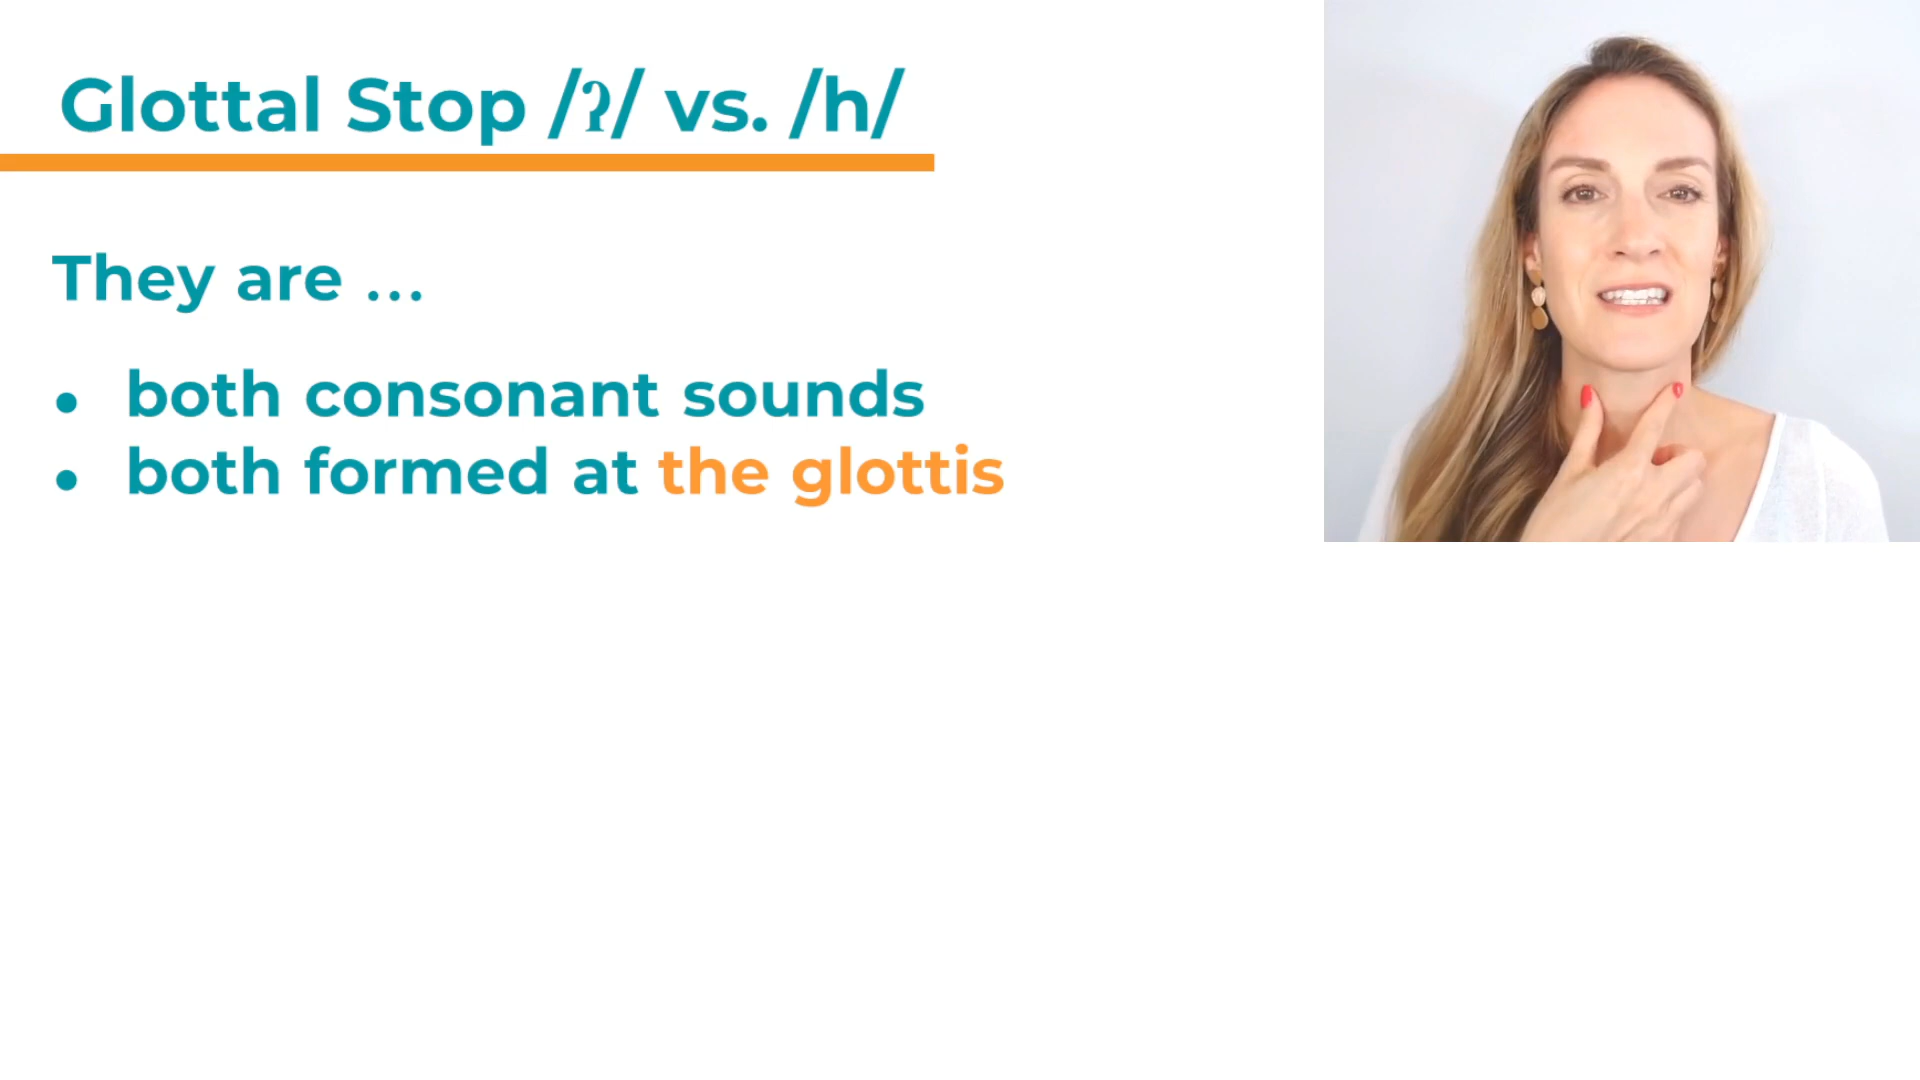 Glottal Stop /ʔ/ vs. /h/
They are …
• both consonant sounds
• both formed at the glottis